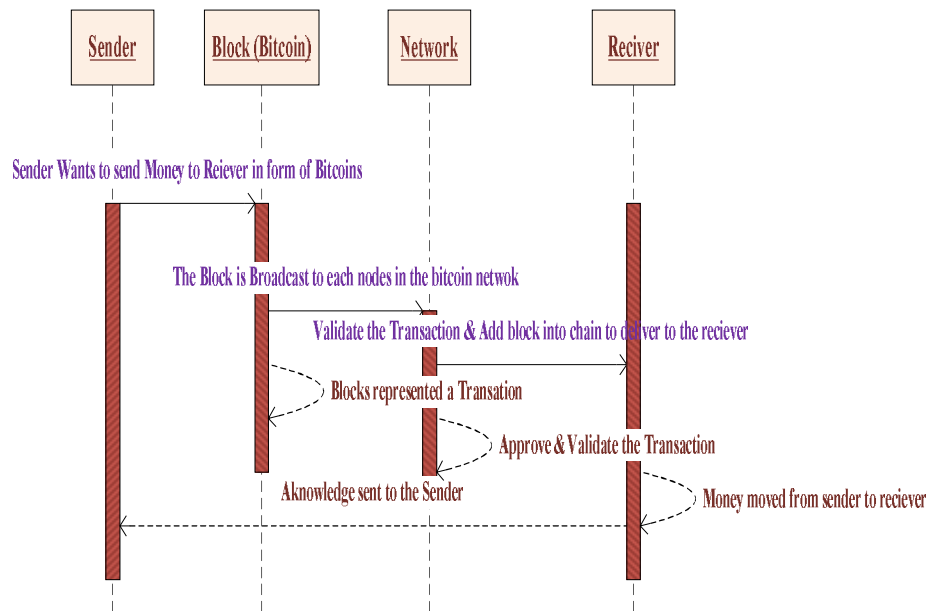 Sender
Block (Bitcoin)
Network
Reciver
Sender Wants to send Money to Reiever in form of Bitcoins
The Block is Broadcast to each nodes in the bitcoin netwok
Validate the Transaction & Add block into chain to deliver to the reciever
Blocks represented a Transation
Approve & Validate the Transaction
Aknowledge sent to the Sender
Money moved from sender to reciever